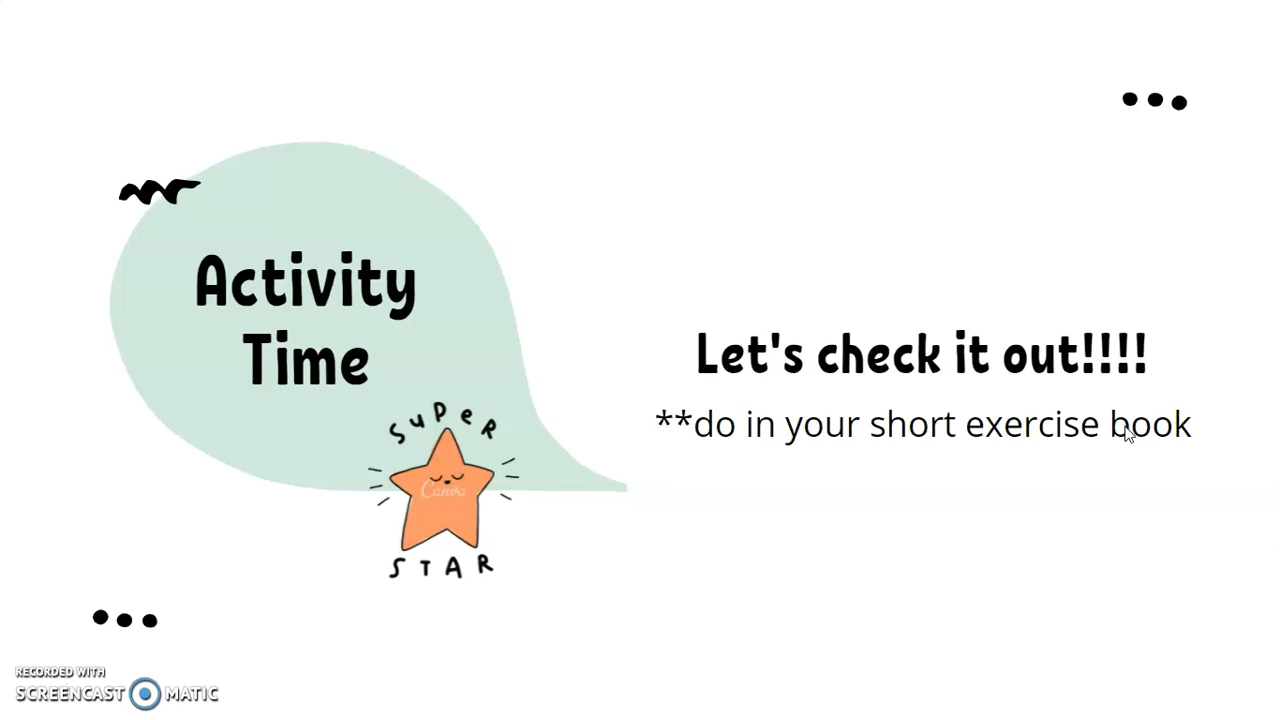 Activity
Time
SUPER
Canva
STAR
Let's check it out!!!!
**do in your short exercise book
RECORDED WITH
SCREENCAST MATIC